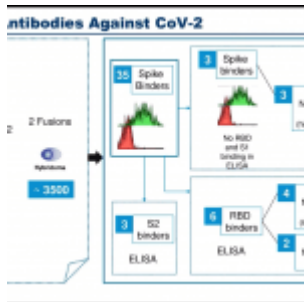 ntibodies Against CoV-2
2 Fusions
Hybridoma
~ 3500
35
Spike
Binders
3
Spike
binders
No RBD
and S1
binding in
ELISA
3
3
S2
binders
ELISA
6
RBD
binders
ELISA
4
2